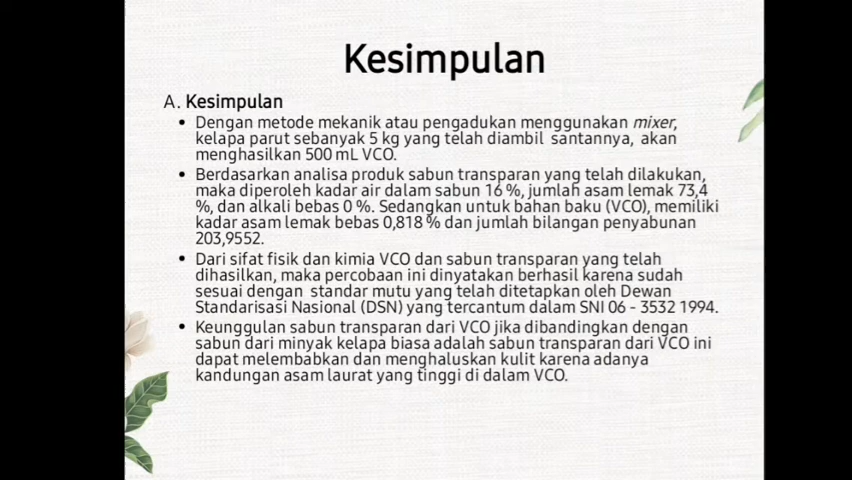 Kesimpulan
A. Kesimpulan
• Dengan metode mekanik atau pengadukan menggunakan mixer,
kelapa parut sebanyak 5 kg yang telah diambil santannya, akan
menghasilkan 500 mL VCO.
• Berdasarkan analisa produk sabun transparan yang telah dilakukan,
maka diperoleh kadar air dalam sabun 16 %, jumlah asam lemak 73,4
%, dan alkali bebas 0 %. Sedangkan untuk bahan baku (VCO), memiliki
kadar asam lemak bebas 0,818 % dan jumlah bilangan penyabunan
203,9552.
• Dari sifat fisik dan kimia VCO dan sabun transparan yang telah
dihasilkan, maka percobaan ini dinyatakan berhasil karena sudah
sesuai dengan standar mutu yang telah ditetapkan oleh Dewan
Standarisasi Nasional (DSN) yang tercantum dalam SNI 06 - 3532 1994.
• Keunggulan sabun transparan dari VCO jika dibandingkan dengan
sabun dari minyak kelapa biasa adalah sabun transparan dari VCO ini
dapat melembabkan dan menghaluskan kulit karena adanya
kandungan asam laurat yang tinggi di dalam VCO.